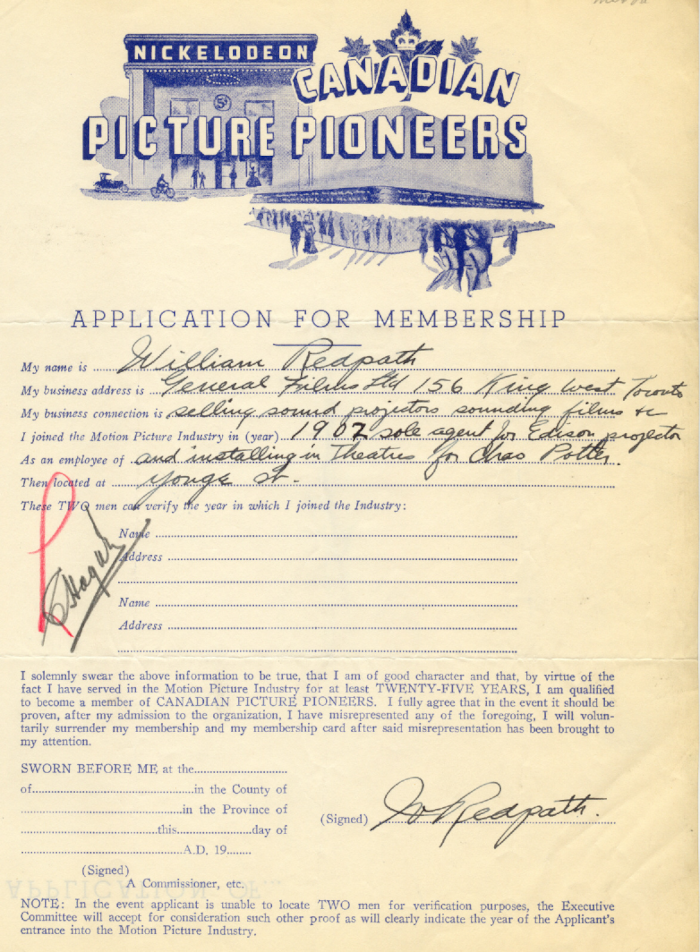 NICKELODEON
CANADIAN
5¢
PICTURE PIONEERS
APPLICATION FOR MEMBERSHIP
My name is William Redpath
My business address is General Films Ltd 156 King West Toronto
My business connection is selling sound projectors sounding films &c
I joined the Motion Picture Industry in (year) 1907 sole agent for Edison projector
As an employee of and installing in Theatres for Chas Potter.
Then located at Yonge St.
These TWO men can verify the year in which I joined the Industry:
Name
Address
Name
Address
I solemnly swear the above information to be true, that I am of good character and that, by virtue of the
fact I have served in the Motion Picture Industry for at least TWENTY-FIVE YEARS, I am qualified
to become a member of CANADIAN PICTURE PIONEERS. I fully agree that in the event it should be
proven, after my admission to the organization, I have misrepresented any of the foregoing, I will volun-
tarily surrender my membership and my membership card after said misrepresentation has been brought to
my attention.
SWORN BEFORE ME at the
of in the County of
in the Province of
this day of
A.D. 19
(Signed) W Redpath.
(Signed)
A Commissioner, etc.
NOTE: In the event applicant is unable to locate TWO men for verification purposes, the Executive
Committee will accept for consideration such other proof as will clearly indicate the year of the Applicant's
entrance into the Motion Picture Industry.